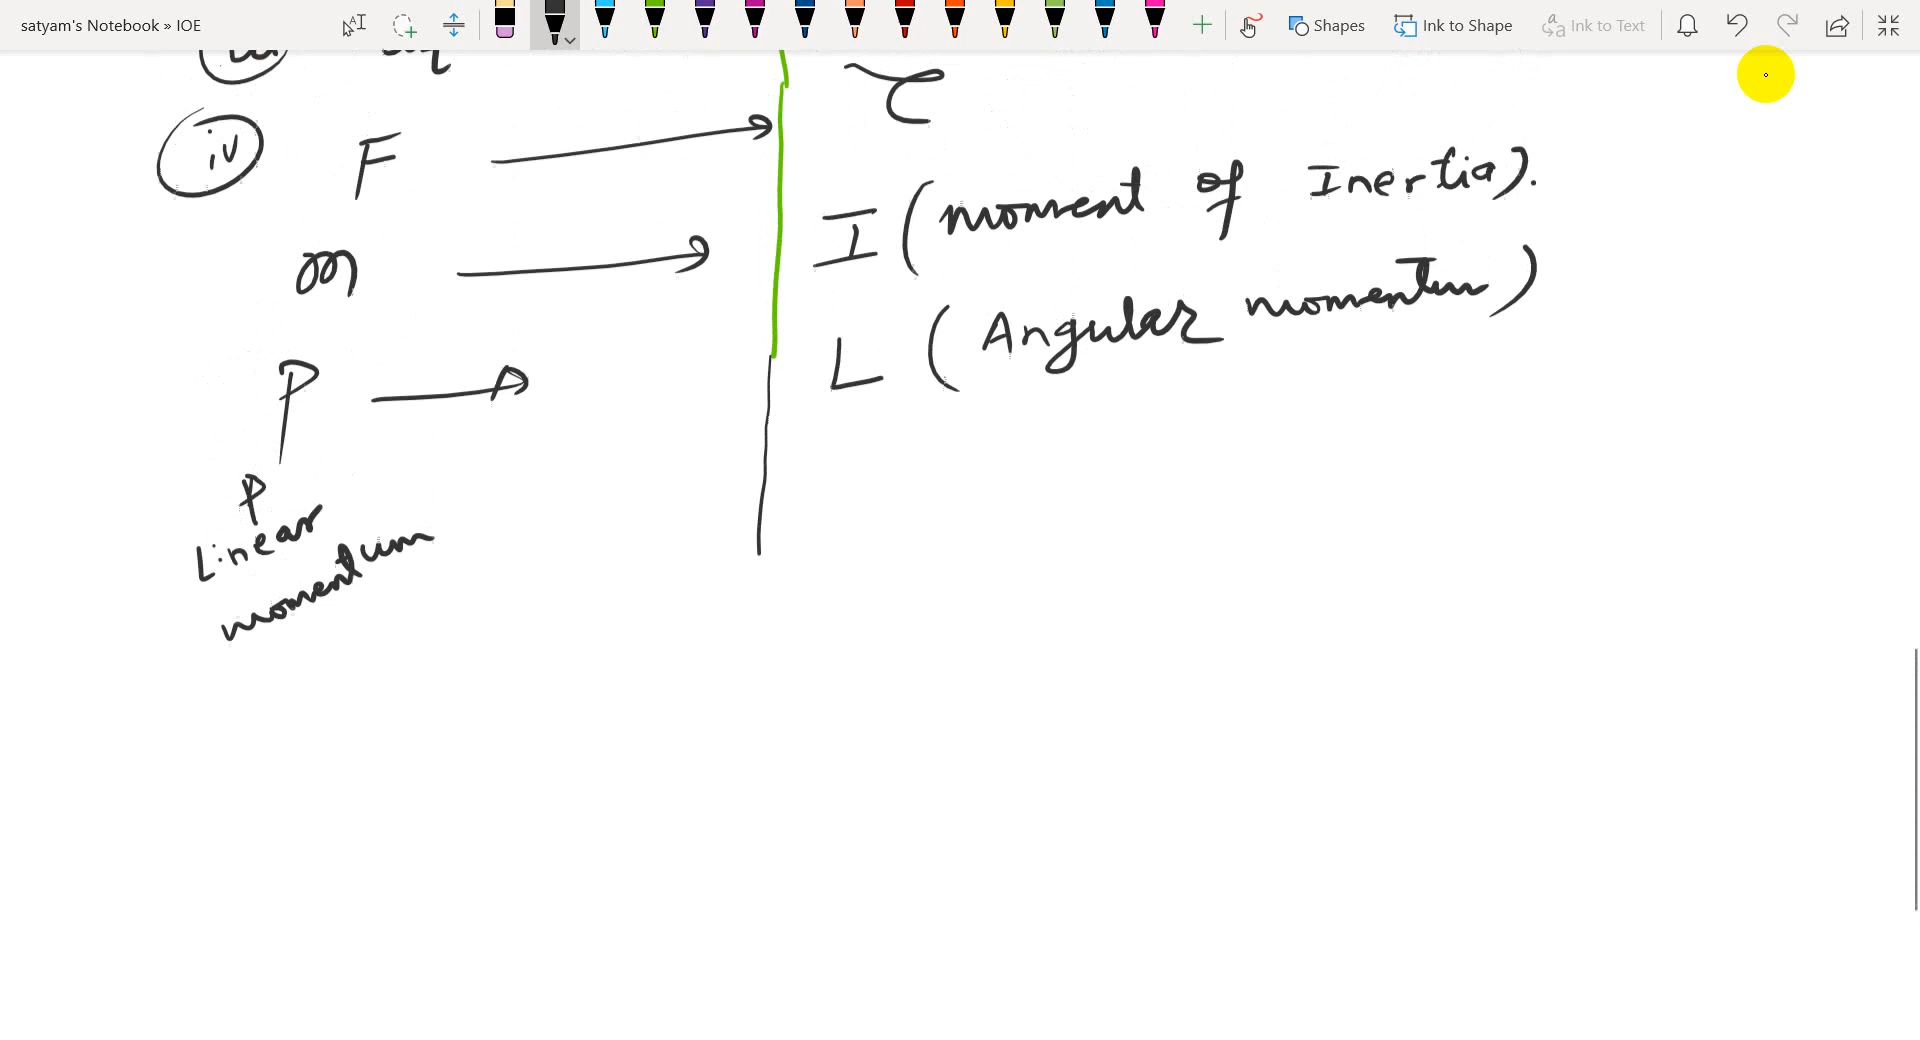 satyam's Notebook » IOE
Shapes
Ink to Shape
Ink to Text
τ
iv F
m
I (moment of Inertia).
P
L (Angular momentum)
P
Linear
momentum